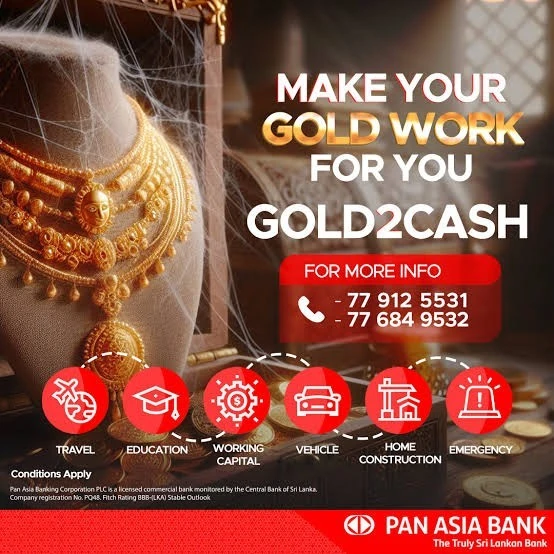 MAKE YOUR
GOLD WORK
FOR YOU
GOLD2CASH
FOR MORE INFO
- 77 912 5531
- 77 684 9532
TRAVEL
EDUCATION
WORKING
CAPITAL
VEHICLE
HOME
CONSTRUCTION
EMERGENCY
Conditions Apply
Pan Asia Banking Corporation PLC is a licensed commercial bank monitored by the Central Bank of Sri Lanka.
Company registration No. PQ48. Fitch Rating BBB-(LKA) Stable Outlook
PAN ASIA BANK
The Truly Sri Lankan Bank